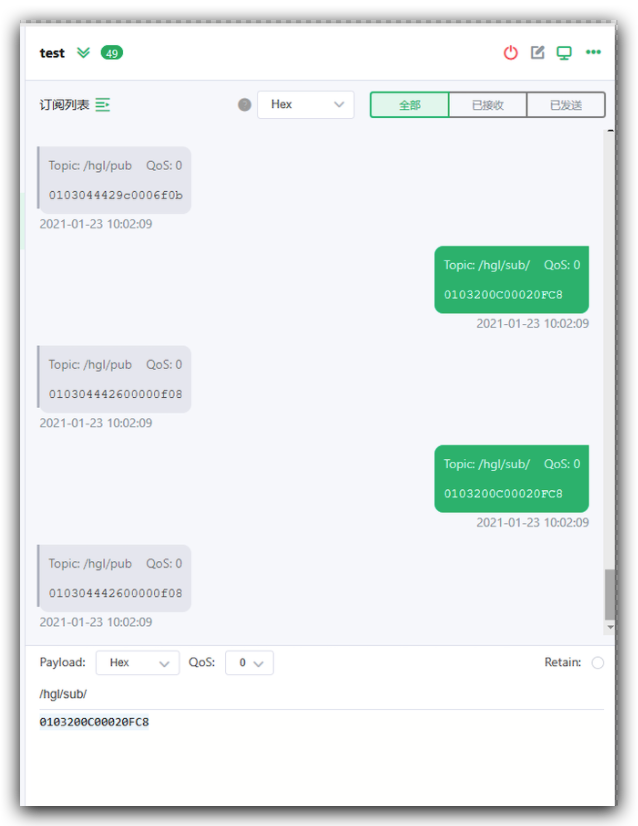 test 49
订阅列表 Hex 全部 已接收 已发送
Topic: /hgl/pub QoS: 0
0103044429c0006f0b
2021-01-23 10:02:09
Topic: /hgl/sub/ QoS: 0
0103200C00020FC8
2021-01-23 10:02:09
Topic: /hgl/pub QoS: 0
010304442600000f08
2021-01-23 10:02:09
Topic: /hgl/sub/ QoS: 0
0103200C00020FC8
2021-01-23 10:02:09
Topic: /hgl/pub QoS: 0
010304442600000f08
2021-01-23 10:02:09
Payload: Hex QoS: 0 Retain:
/hgl/sub/
0103200C00020FC8